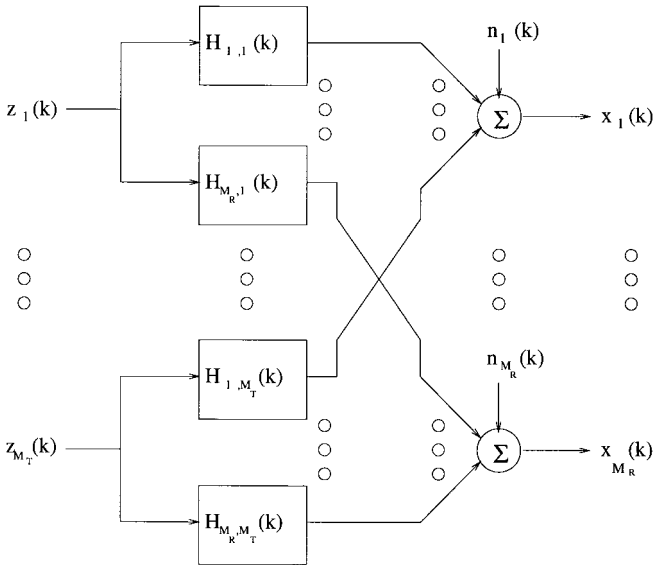 n_1(k)
H_{1,1}(k)
z_1(k)
Σ
x_1(k)
H_{M_R,1}(k)
n_{M_R}(k)
H_{1,M_T}(k)
z_{M_T}(k)
Σ
x_{M_R}(k)
H_{M_R,M_T}(k)